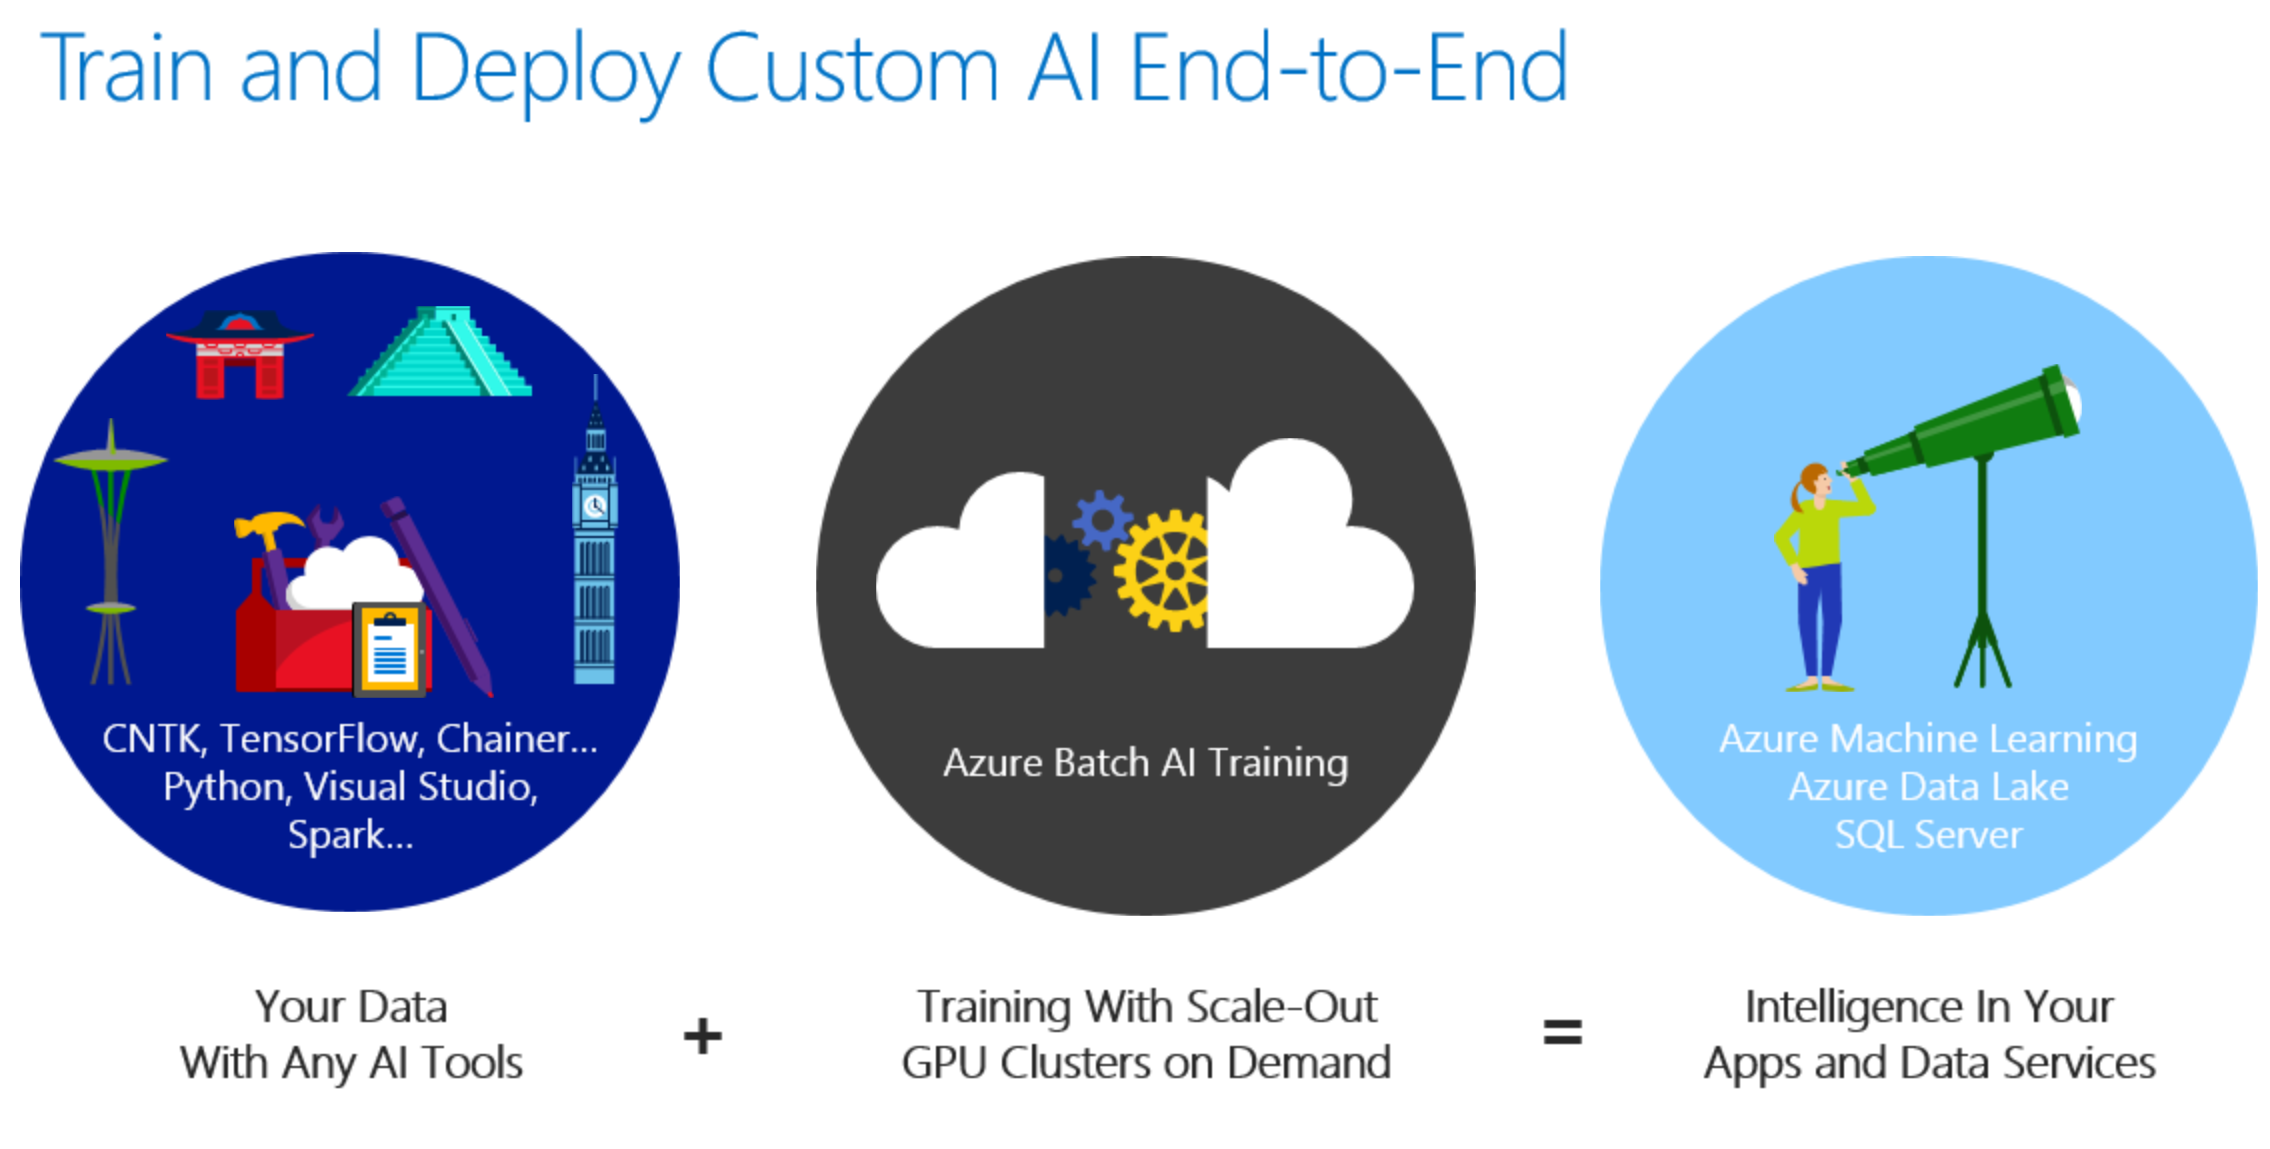 Train and Deploy Custom AI End-to-End
CNTK, TensorFlow, Chainer...
Python, Visual Studio,
Spark...
Azure Batch AI Training
Azure Machine Learning
Azure Data Lake
SQL Server
Your Data
With Any AI Tools
+
Training With Scale-Out
GPU Clusters on Demand
=
Intelligence In Your
Apps and Data Services